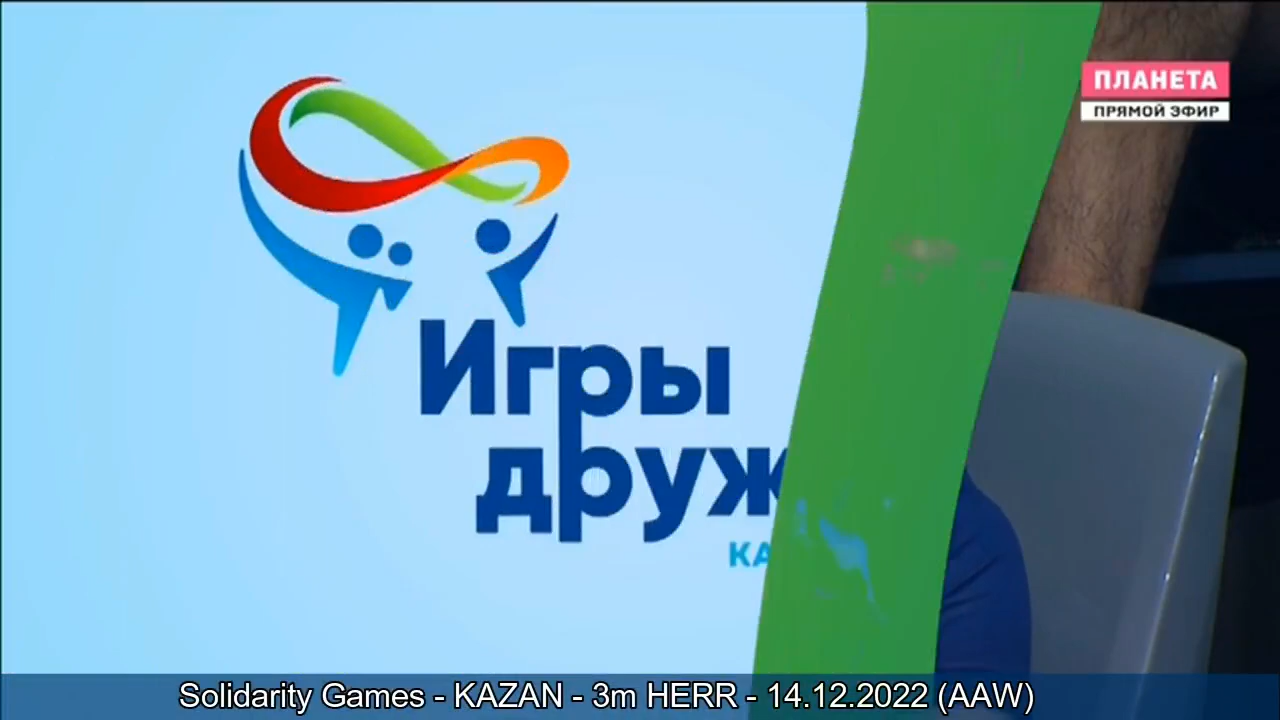 ПЛАНЕТА
ПРЯМОЙ ЭФИР
Игры
друж
КА
Solidarity Games - KAZAN - 3m HERR - 14.12.2022 (AAW)